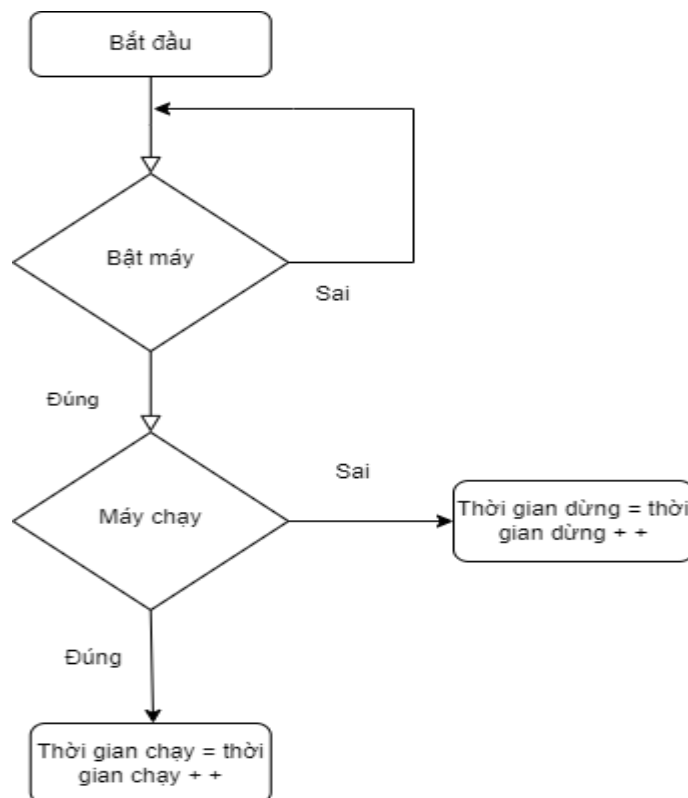 Bắt đầu
Bật máy
Sai
Đúng
Máy chạy
Sai
Thời gian dừng = thời
gian dừng + +
Đúng
Thời gian chạy = thời
gian chạy + +